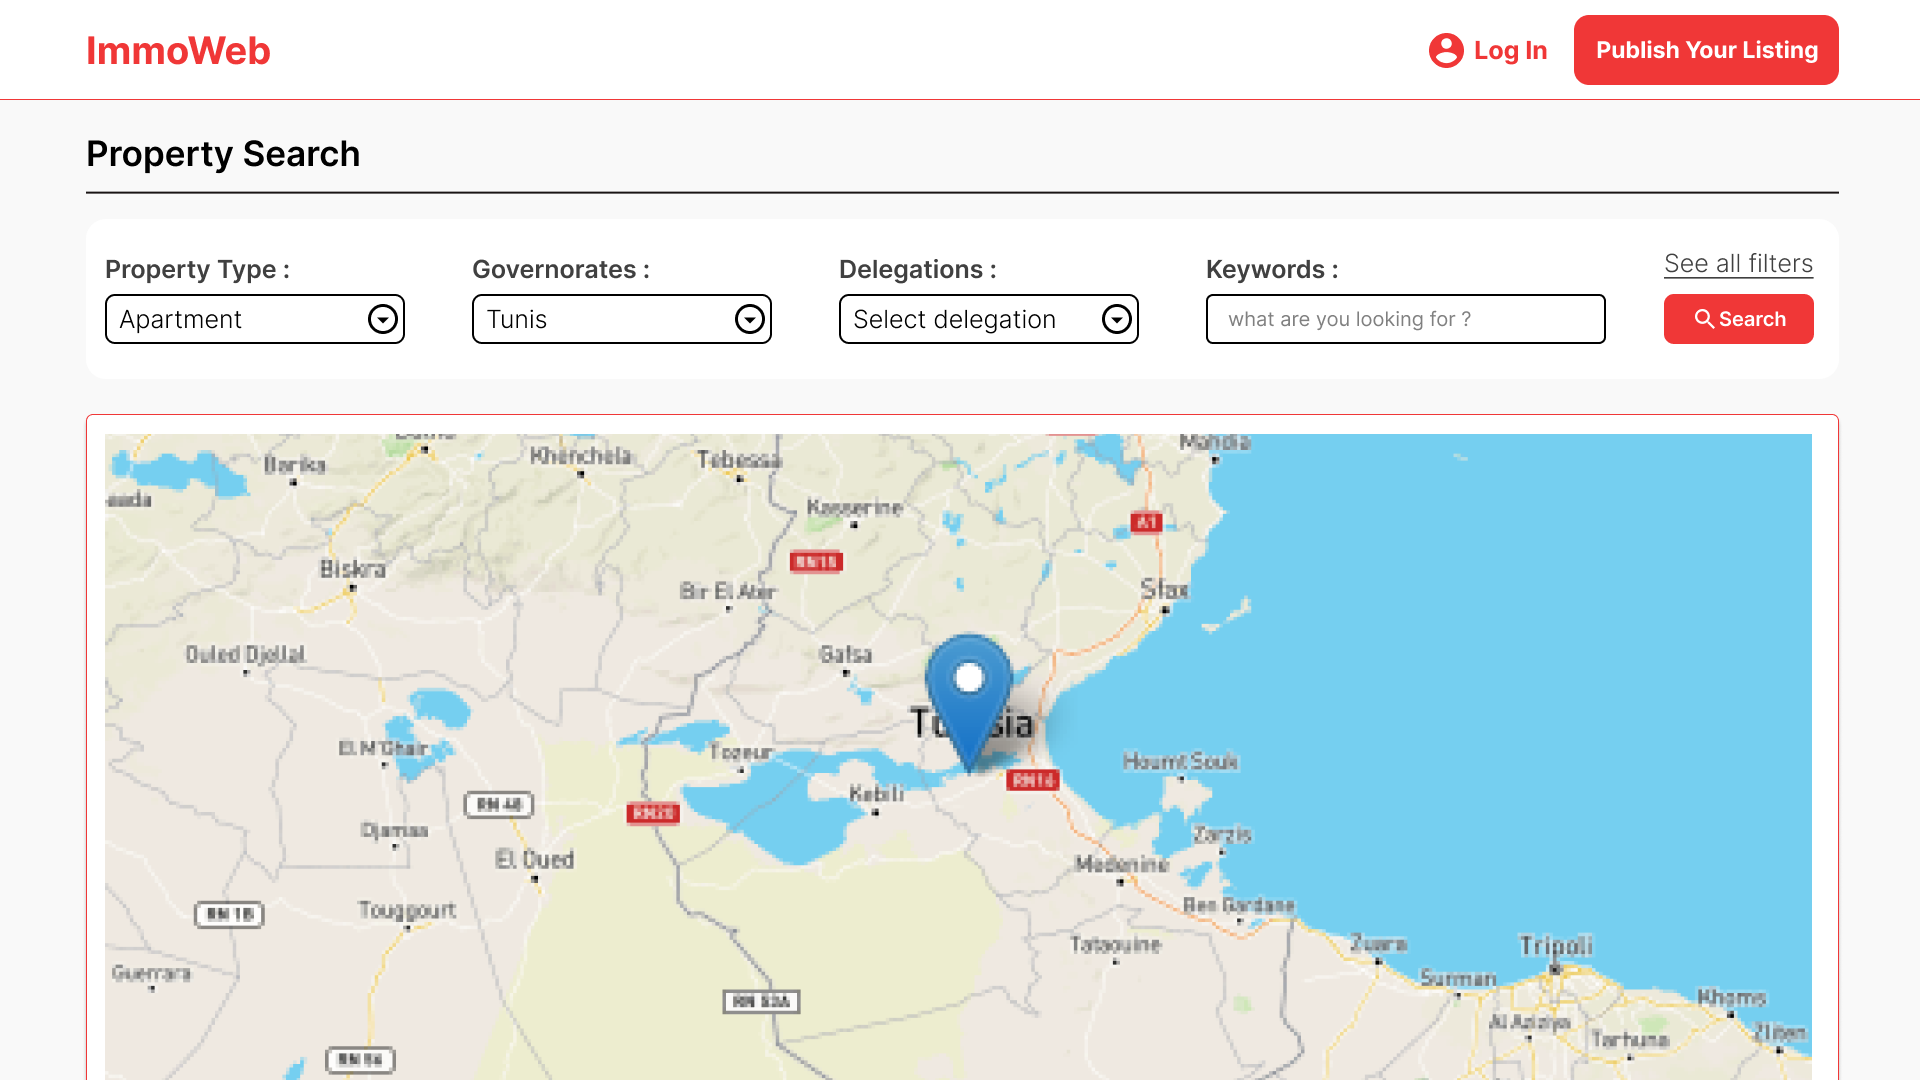 ImmoWeb
Log In
Publish Your Listing
Property Search
Property Type :
Governorates :
Delegations :
Keywords :
See all filters
Apartment
Tunis
Select delegation
what are you looking for ?
Search
Mahdia
Barika
Khenchela
Tebessa
Kasserine
A1
RN15
Biskra
Bir El Ater
Sfax
Ouled Djellal
Gafsa
El M'Ghair
Tozeur
Houmt Souk
RN16
Kebili
RN 48
RN20
Djamaa
Zarzis
El Oued
Medenine
RN 1B
Touggourt
Ben Gardane
Tataouine
Zuara
Tripoli
Guerrara
Surman
RN 53A
Khoms
Al Aziziya
Tarhuna
Zliten
RN 56